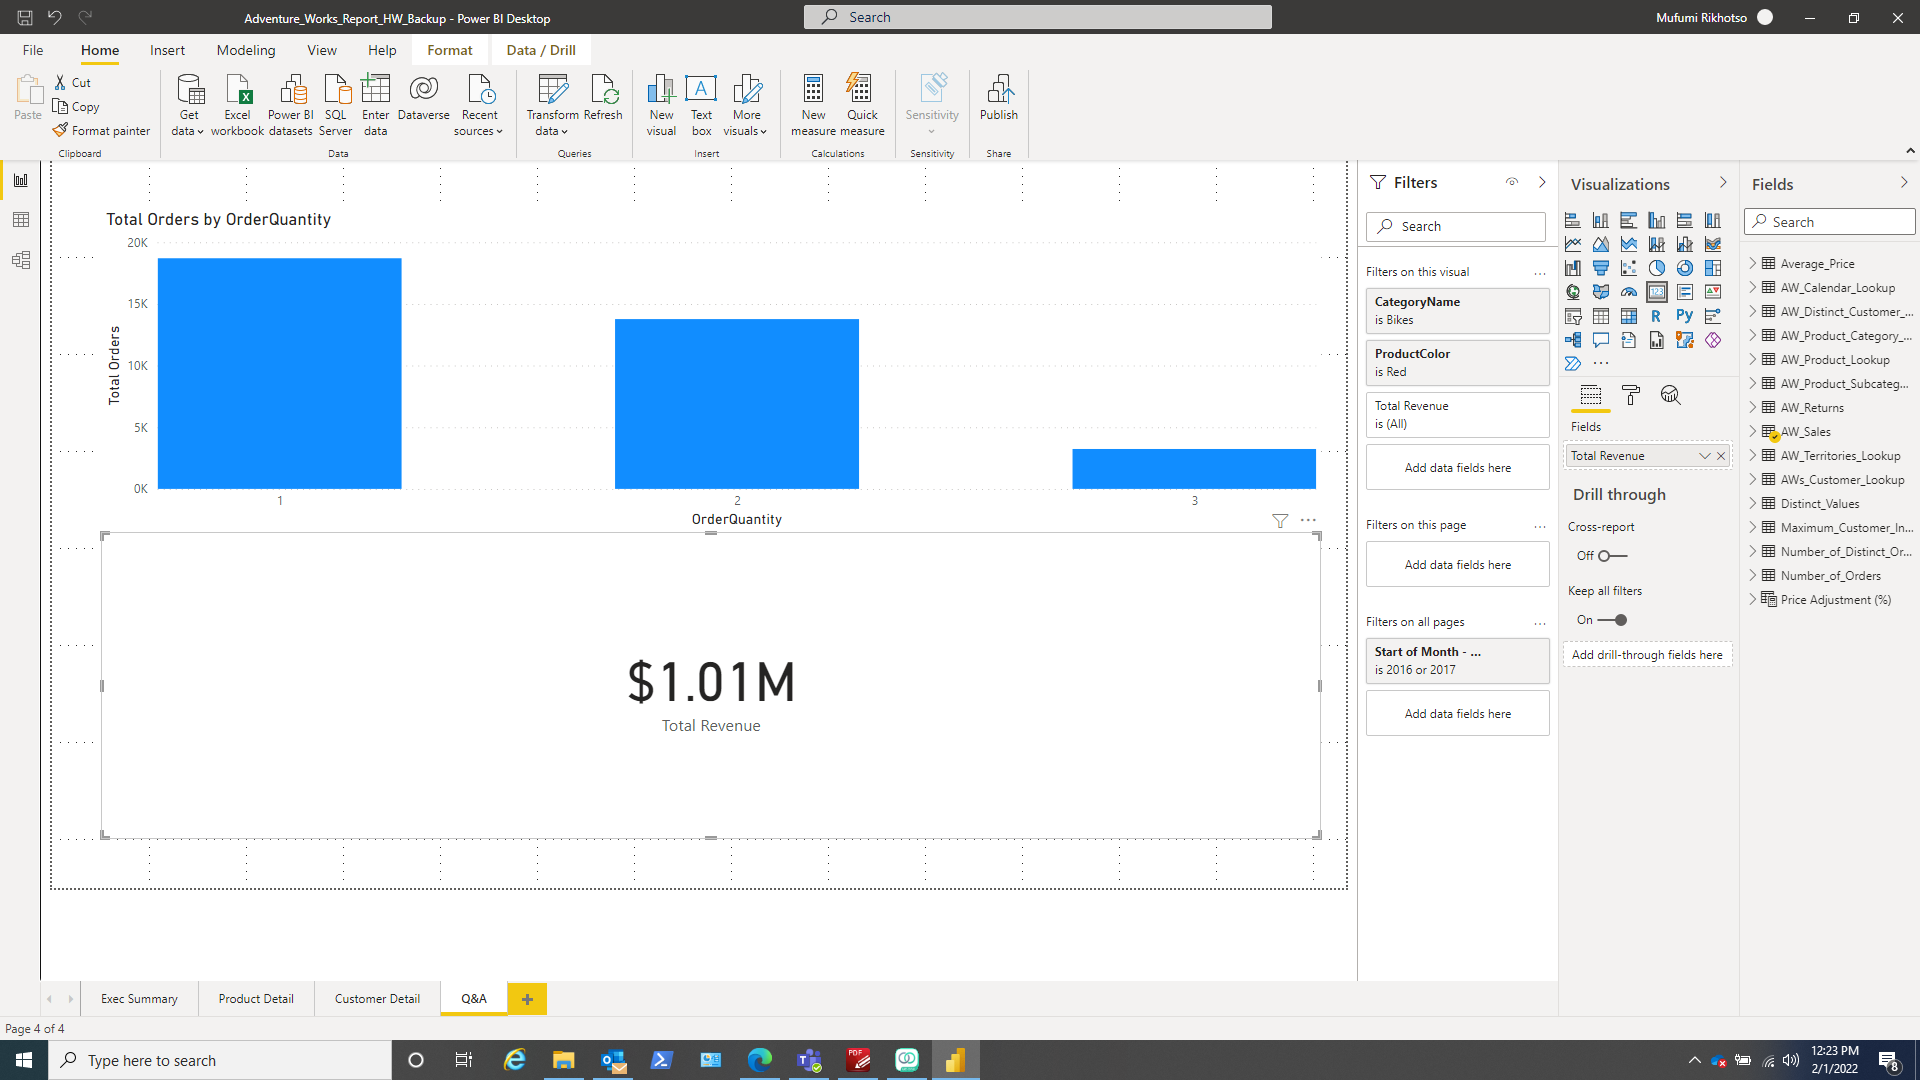 Adventure_Works_Report_HW_Backup - Power BI Desktop
Search
Mufumi Rikhotso
File
Home
Insert
Modeling
View
Help
Format
Data / Drill
Paste
Cut
Copy
Format painter
Clipboard
Get data
Excel workbook
Power BI datasets
SQL Server
Enter data
Dataverse
Recent sources
Data
Transform data
Refresh
Queries
New visual
A
Text box
More visuals
Insert
New measure
Quick measure
Calculations
Sensitivity
Sensitivity
Publish
Share
Total Orders by OrderQuantity
Total Orders
20K
15K
10K
5K
0K
1
2
3
OrderQuantity
$1.01M
Total Revenue
Filters
Search
Filters on this visual
CategoryName
is Bikes
ProductColor
is Red
Total Revenue
is (All)
Add data fields here
Filters on this page
Add data fields here
Filters on all pages
Start of Month - ...
is 2016 or 2017
Add data fields here
Visualizations
123
R
Py
Fields
Total Revenue
Drill through
Cross-report
Off
Keep all filters
On
Add drill-through fields here
Fields
Search
Average_Price
AW_Calendar_Lookup
AW_Distinct_Customer_...
AW_Product_Category_...
AW_Product_Lookup
AW_Product_Subcateg...
AW_Returns
AW_Sales
AW_Territories_Lookup
AWs_Customer_Lookup
Distinct_Values
Maximum_Customer_In...
Number_of_Distinct_Or...
Number_of_Orders
Price Adjustment (%)
Exec Summary
Product Detail
Customer Detail
Q&A
Page 4 of 4
Type here to search
PDF
12:23 PM
2/1/2022
8